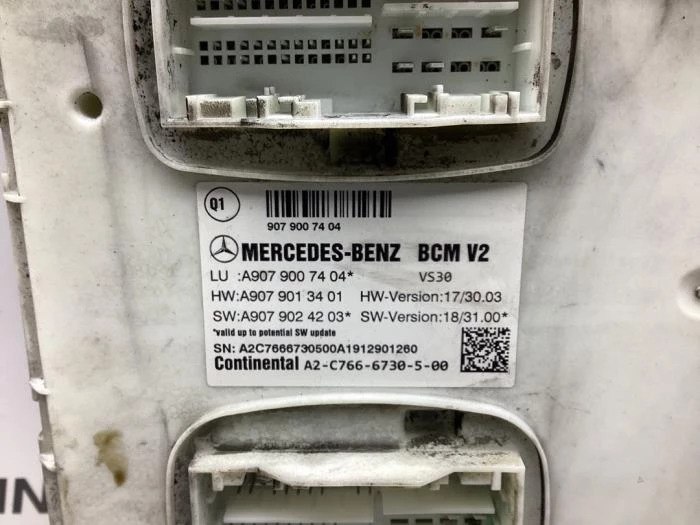 Q1
907 900 74 04
MERCEDES-BENZ BCM V2
LU :A907 900 74 04* VS30
HW:A907 901 34 01 HW-Version:17/30.03
SW:A907 902 42 03* SW-Version:18/31.00*
*valid up to potential SW update
SN: A2C7666730500A1912901260
Continental A2-C766-6730-5-00
IN